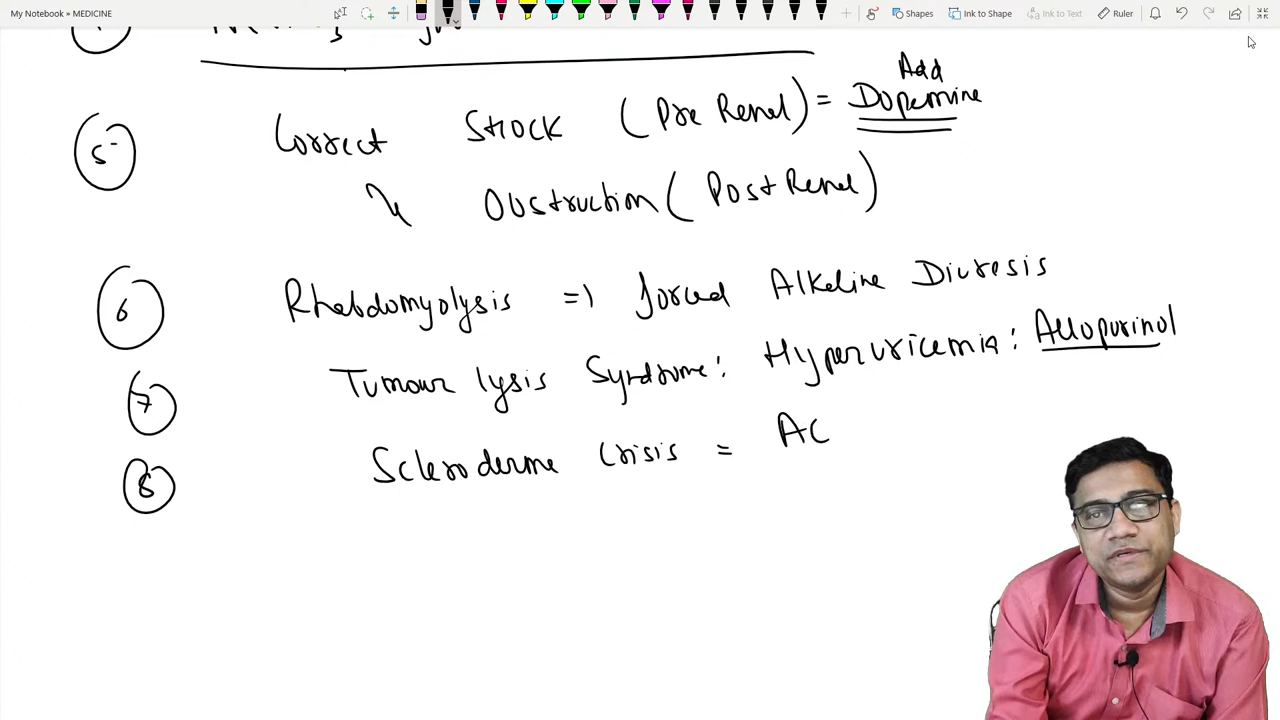 My Notebook » MEDICINE
Shapes Ink to Shape Ink to Text Ruler
Add
5 Correct Shock (Pre Renal) = Dopamine
Obstruction (Post Renal)
6 Rhabdomyolysis => forced Alkaline Diuresis
7 Tumour lysis Syndrome: Hyperuricemia: Allopurinol
8 Scleroderma Crisis = AC